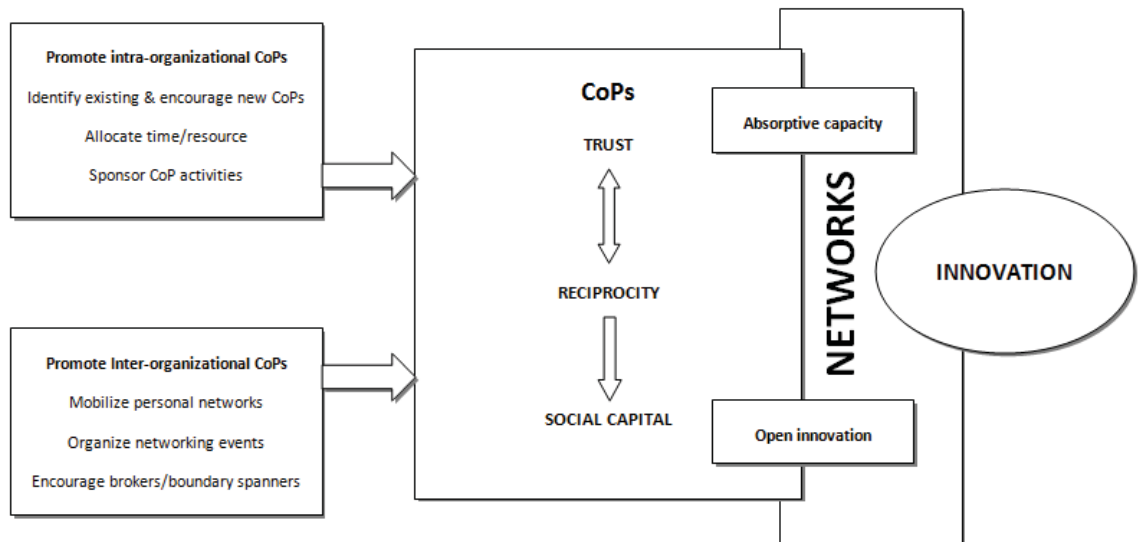 Promote intra-organizational CoPs
Identify existing & encourage new CoPs
Allocate time/resource
Sponsor CoP activities
Promote Inter-organizational CoPs
Mobilize personal networks
Organize networking events
Encourage brokers/boundary spanners
CoPs
TRUST
RECIPROCITY
SOCIAL CAPITAL
Absorptive capacity
Open innovation
NETWORKS
INNOVATION